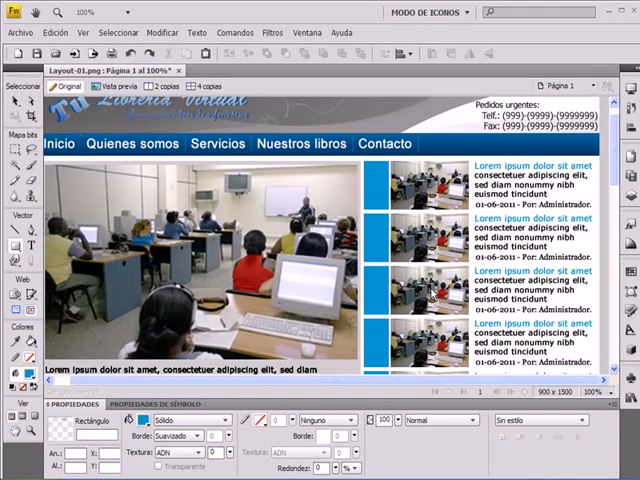 Fw
100%
MODO DE ICONOS
Archivo Edición Ver Seleccionar Modificar Texto Comandos Filtros Ventana Ayuda
Layout-01.png : Página 1 al 100%*
Original Vista previa 2 copias 4 copias Página 1
Seleccionar
Mapa bits
Vector
Web
Colores
Ver
Tu Librería Virtual
Pedidos urgentes:
Telf.: (999)-(9999)-(9999999)
Fax: (999)-(9999)-(9999999)
Inicio Quienes somos Servicios Nuestros libros Contacto
Lorem ipsum dolor sit amet
consectetuer adipiscing elit,
sed diam nonummy nibh
euismod tincidunt
01-06-2011 - Por: Administrador.
Lorem ipsum dolor sit amet
consectetuer adipiscing elit,
sed diam nonummy nibh
euismod tincidunt
01-06-2011 - Por: Administrador.
Lorem ipsum dolor sit amet
consectetuer adipiscing elit,
sed diam nonummy nibh
euismod tincidunt
01-06-2011 - Por: Administrador.
Lorem ipsum dolor sit amet
consectetuer adipiscing elit,
sed diam nonummy nibh
euismod tincidunt
01-06-2011 - Por: Administrador.
Lorem ipsum dolor sit amet
Lorem ipsum dolor sit amet, consectetuer adipiscing elit, sed diam
1 900 x 1500 100%
PROPIEDADES PROPIEDADES DE SÍMBOLO
Rectángulo
Sólido
Borde: Suavizado 0
Textura: ADN 0
Transparente
0 Ninguno
Borde: 0
Textura: ADN 0
Redondez: 0 %
100 Normal
Sin estilo
An.: X:
Al.: Y: